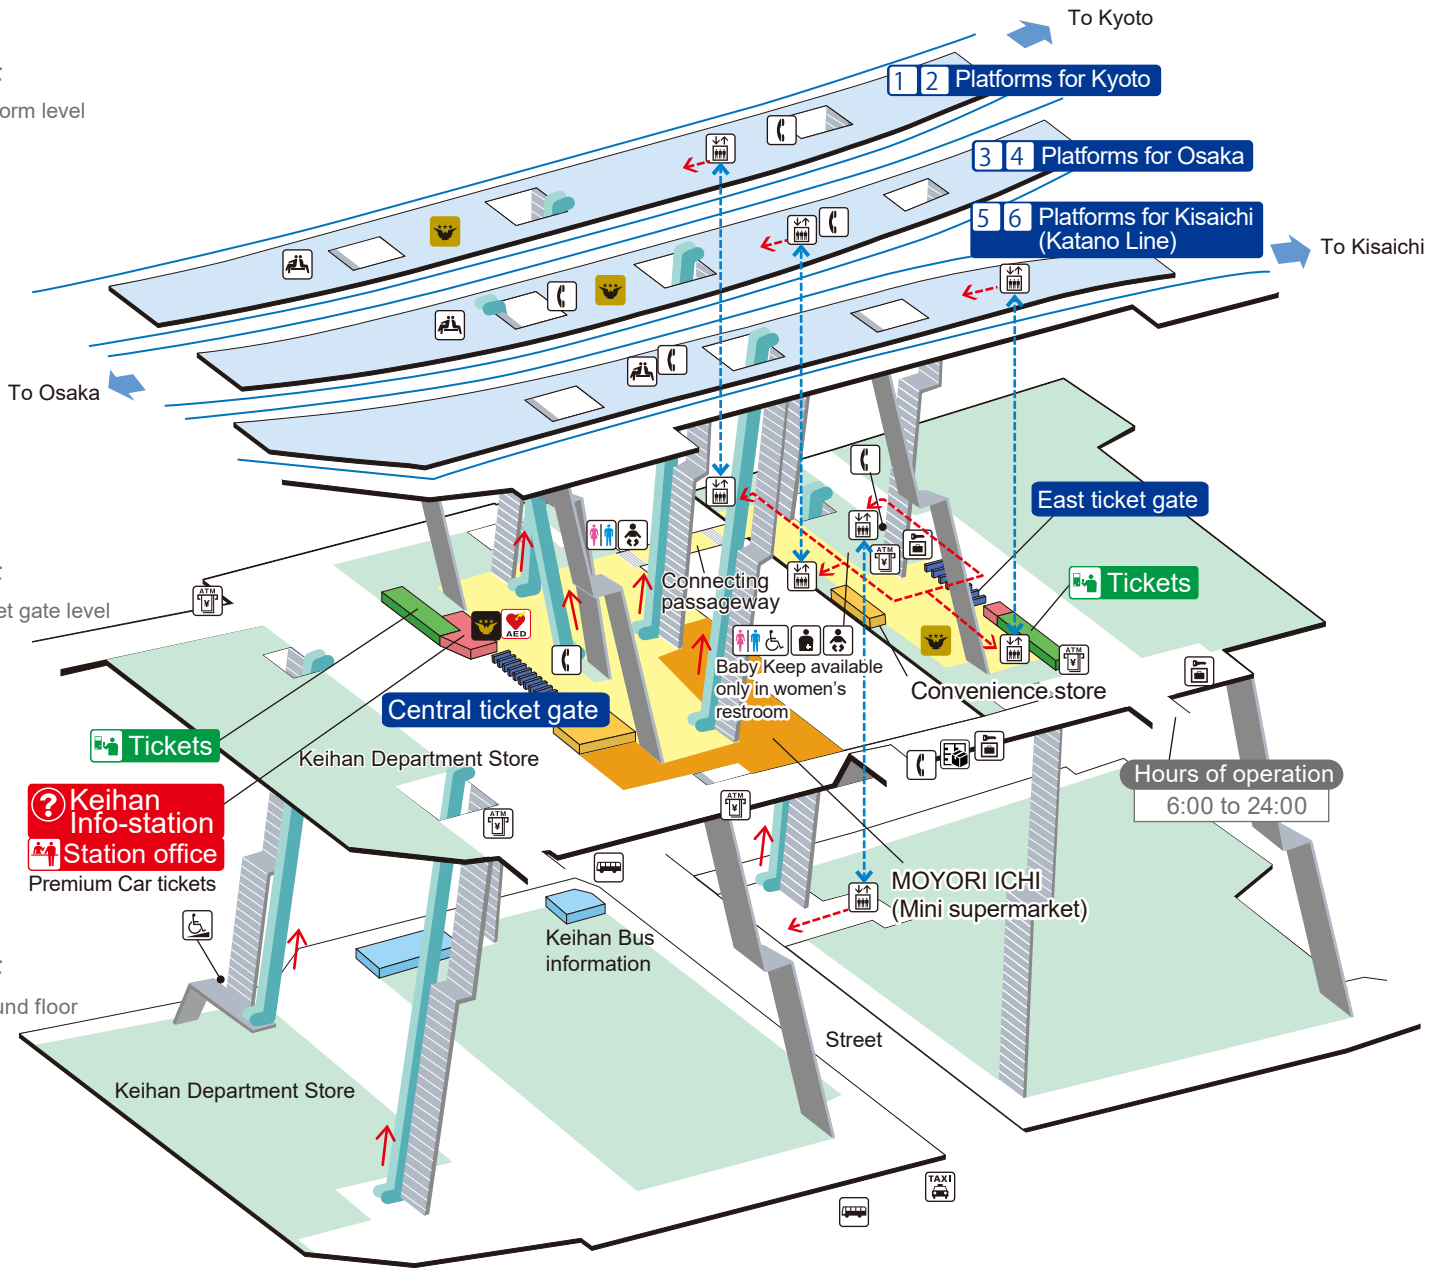 To Kyoto
1 2 Platforms for Kyoto
orm level
3 4 Platforms for Osaka
5 6 Platforms for Kisaichi
(Katano Line)
To Kisaichi
To Osaka
East ticket gate
ATM
¥
Connecting
passageway
Tickets
ATM
¥
et gate level
AED
ATM
¥
Baby Keep available
only in women's
restroom
Convenience store
Central ticket gate
Tickets
Keihan Department Store
Hours of operation
6:00 to 24:00
? Keihan
Info-station
Station office
Premium Car tickets
ATM
¥
ATM
¥
MOYORI ICHI
(Mini supermarket)
Keihan Bus
information
und floor
Street
Keihan Department Store
TAXI